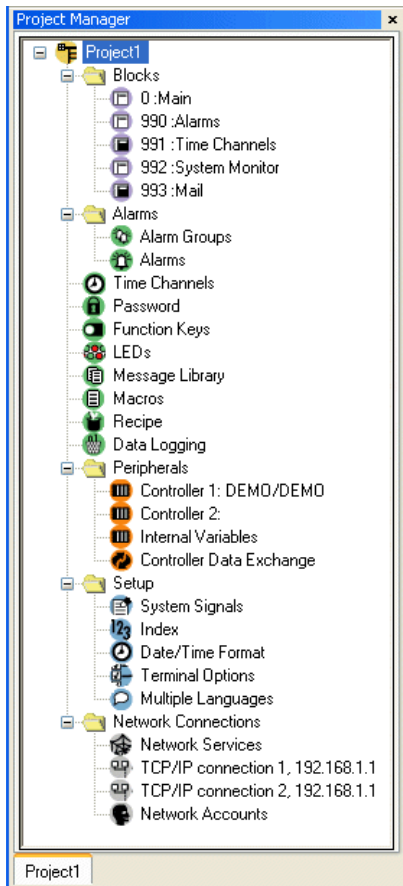 Project Manager
Project1
Blocks
0 :Main
990 :Alarms
991 :Time Channels
992 :System Monitor
993 :Mail
Alarms
Alarm Groups
Alarms
Time Channels
Password
Function Keys
LEDs
Message Library
Macros
Recipe
Data Logging
Peripherals
Controller 1: DEMO/DEMO
Controller 2:
Internal Variables
Controller Data Exchange
Setup
System Signals
123 Index
Date/Time Format
Terminal Options
Multiple Languages
Network Connections
Network Services
TCP/IP connection 1, 192.168.1.1
TCP/IP connection 2, 192.168.1.1
Network Accounts
Project1